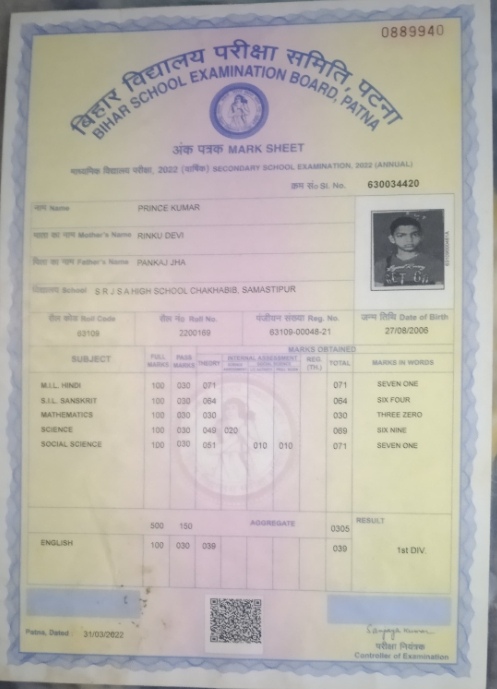 0889940
बिहार विद्यालय परीक्षा समिति, पटना
BIHAR SCHOOL EXAMINATION BOARD, PATNA
अंक पत्रक MARK SHEET
माध्यमिक विद्यालय परीक्षा, 2022 (वार्षिक) SECONDARY SCHOOL EXAMINATION, 2022 (ANNUAL)
क्रम सं० Sl. No. 630034420
नाम Name PRINCE KUMAR
माता का नाम Mother's Name RINKU DEVI
पिता का नाम Father's Name PANKAJ JHA
विद्यालय School S R J S A HIGH SCHOOL CHAKHABIB, SAMASTIPUR
रौल कोड Roll Code रौल नं० Roll No. पंजीयन संख्या Reg. No. जन्म तिथि Date of Birth
63109 2200169 63109-00048-21 27/08/2006
MARKS OBTAINED
SUBJECT FULL MARKS PASS MARKS THEORY INTERNAL ASSESSMENT REG. (TH.) TOTAL MARKS IN WORDS
M.I.L. HINDI 100 030 071 071 SEVEN ONE
S.I.L. SANSKRIT 100 030 064 064 SIX FOUR
MATHEMATICS 100 030 030 030 THREE ZERO
SCIENCE 100 030 049 020 069 SIX NINE
SOCIAL SCIENCE 100 030 051 010 010 071 SEVEN ONE
500 150 AGGREGATE 0305 RESULT
ENGLISH 100 030 039 039 1st DIV.
Patna, Dated 31/03/2022
परीक्षा नियंत्रक
Controller of Examination